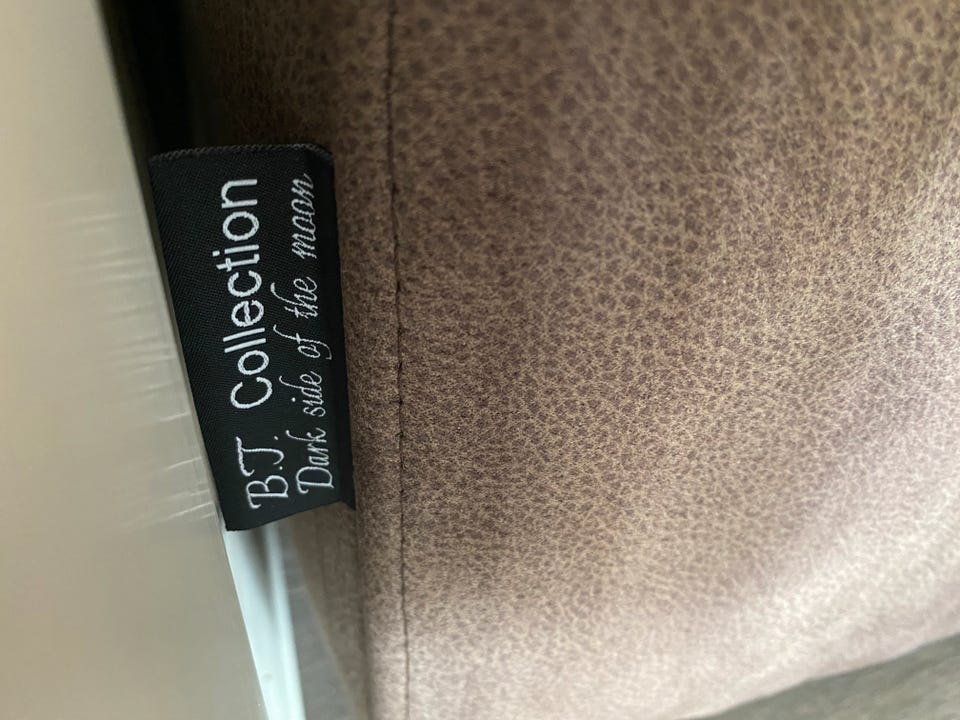 B.T. Collection
Dark side of the moon